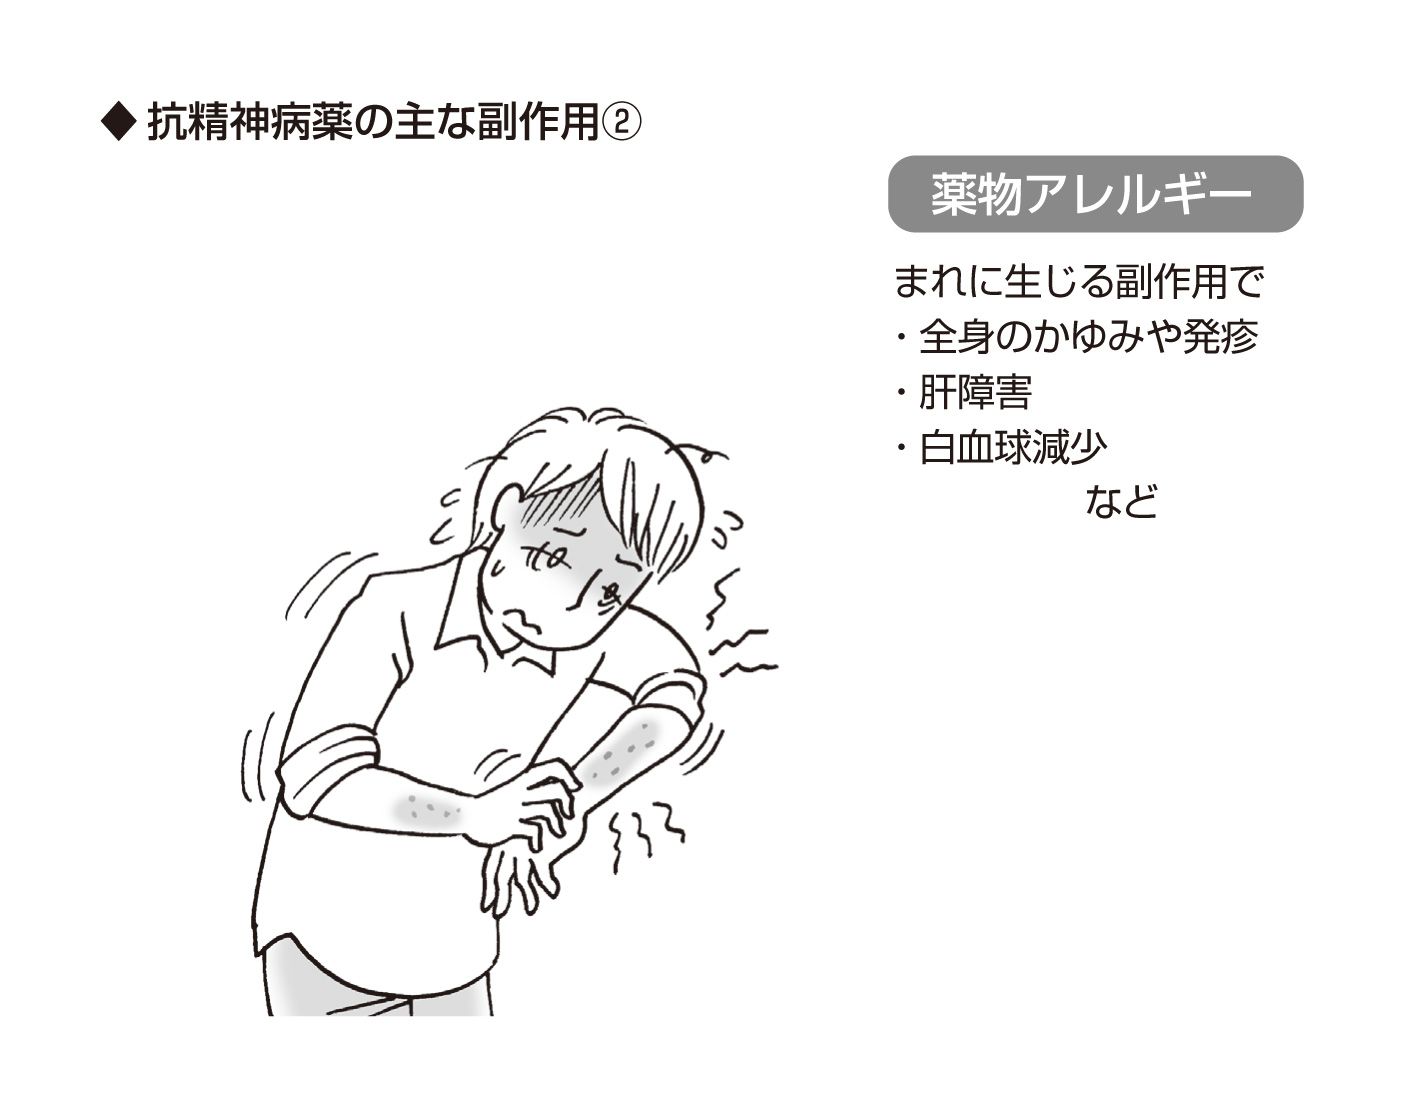 ◆ 抗精神病薬の主な副作用②
薬物アレルギー
まれに生じる副作用で
・全身のかゆみや発疹
・肝障害
・白血球減少
など